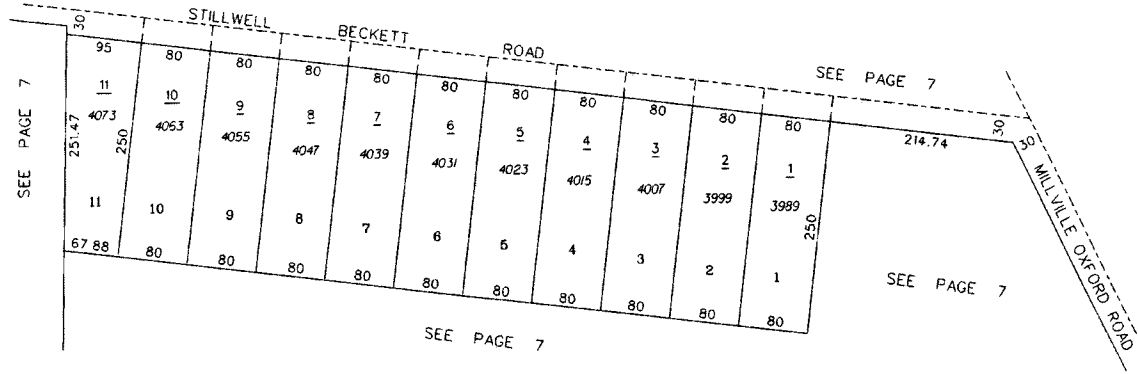 30 STILLWELL BECKETT ROAD SEE PAGE 7
95 80 80 80 80 80 80 80 80 80 80 214.74 30 30
SEE PAGE 7
251.47 250
11 10 9 8 7 6 5 4 3 2 1
4073 4063 4055 4047 4039 4031 4023 4015 4007 3999 3989
250
11 10 9 8 7 6 5 4 3 2 1
67 88 80 80 80 80 80 80 80 80 80 80
SEE PAGE 7
SEE PAGE 7
MILLVILLE OXFORD ROAD